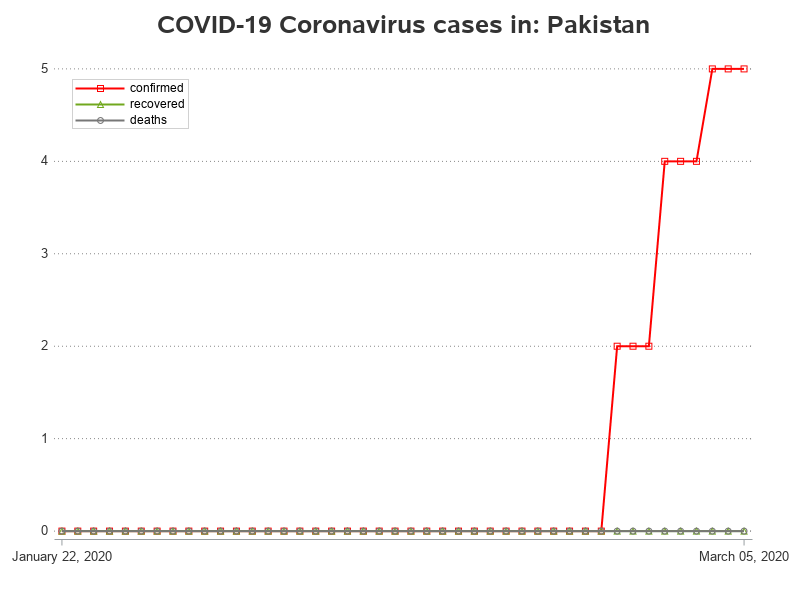 COVID-19 Coronavirus cases in: Pakistan
5
confirmed
recovered
deaths
4
3
2
1
0
January 22, 2020
March 05, 2020